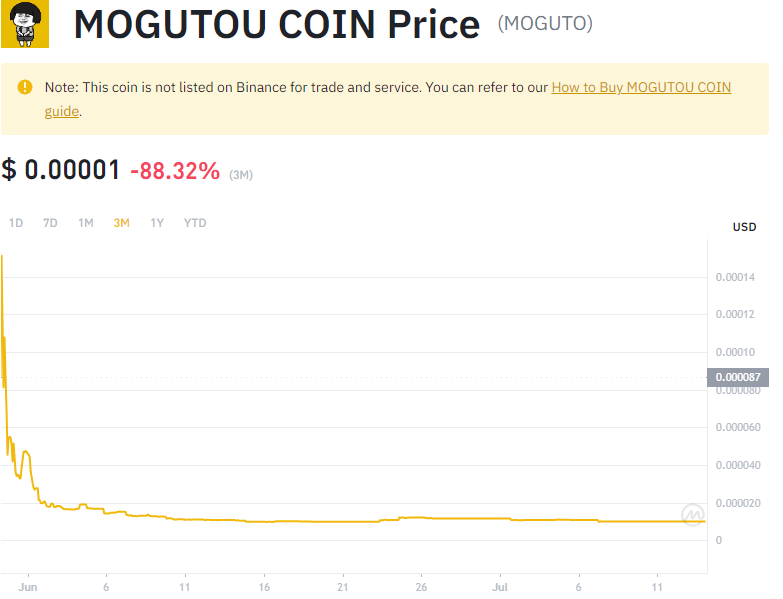 MOGUTOU COIN Price (MOGUTO)
Note: This coin is not listed on Binance for trade and service. You can refer to our How to Buy MOGUTOU COIN
guide.
$ 0.00001 -88.32% (3M)
1D 7D 1M 3M 1Y YTD
USD
0.00014
0.00012
0.00010
0.000087
0.000080
0.000060
0.000040
0.000020
0
Jun 6 11 16 21 26 Jul 6 11